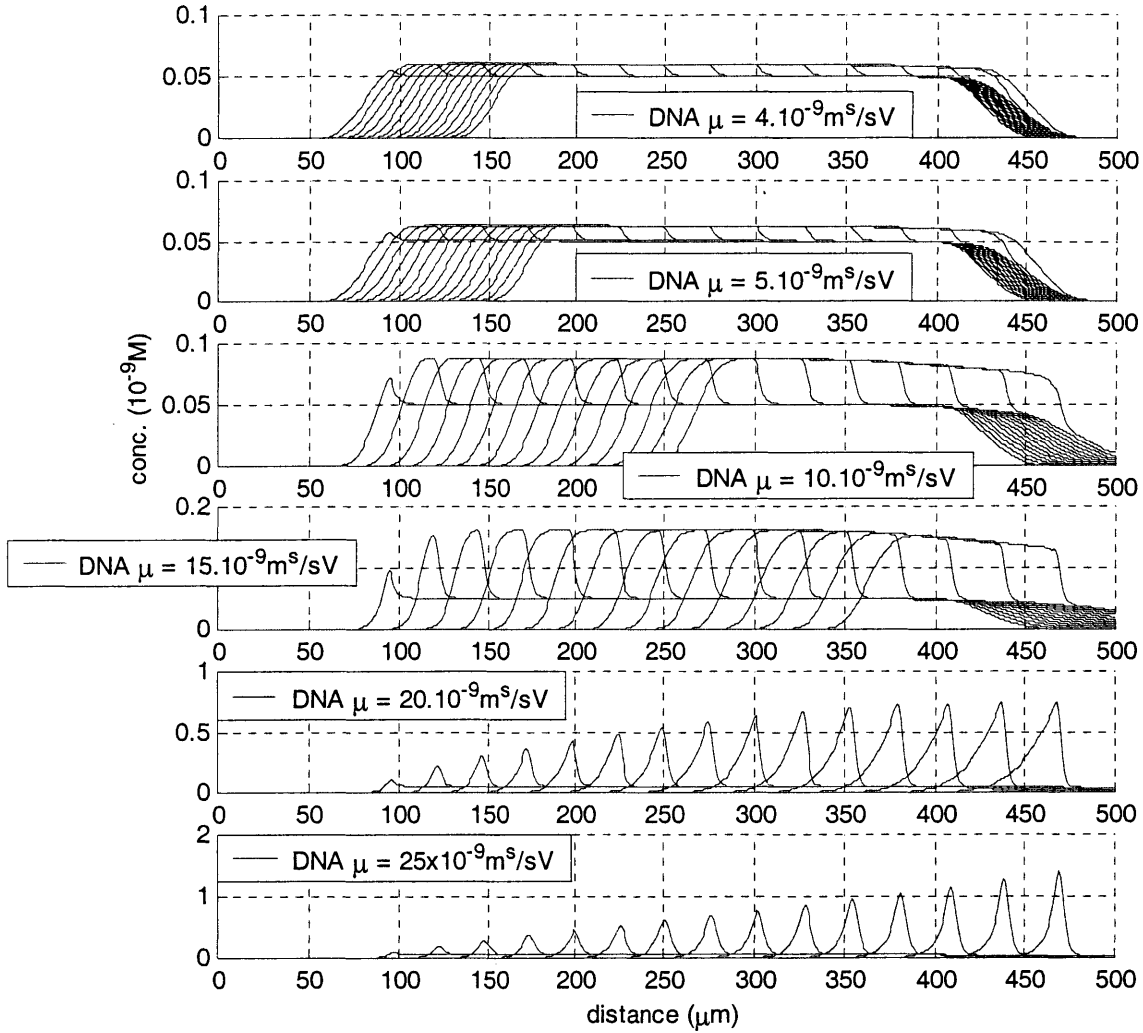 0.1
0.05
0
DNA μ = 4.10⁻⁹mˢ/sV
0 50 100 150 200 250 300 350 400 450 500
0.1
0.05
0
DNA μ = 5.10⁻⁹mˢ/sV
0 50 100 150 200 250 300 350 400 450 500
conc. (10⁻⁹M)
0.1
0.05
0
DNA μ = 10.10⁻⁹mˢ/sV
0 50 100 150 200 250 300 350 400 450 500
0.2
DNA μ = 15.10⁻⁹mˢ/sV
0
0 50 100 150 200 250 300 350 400 450 500
1
DNA μ = 20.10⁻⁹mˢ/sV
0.5
0
0 50 100 150 200 250 300 350 400 450 500
2
DNA μ = 25x10⁻⁹mˢ/sV
1
0
0 50 100 150 200 250 300 350 400 450 500
distance (μm)